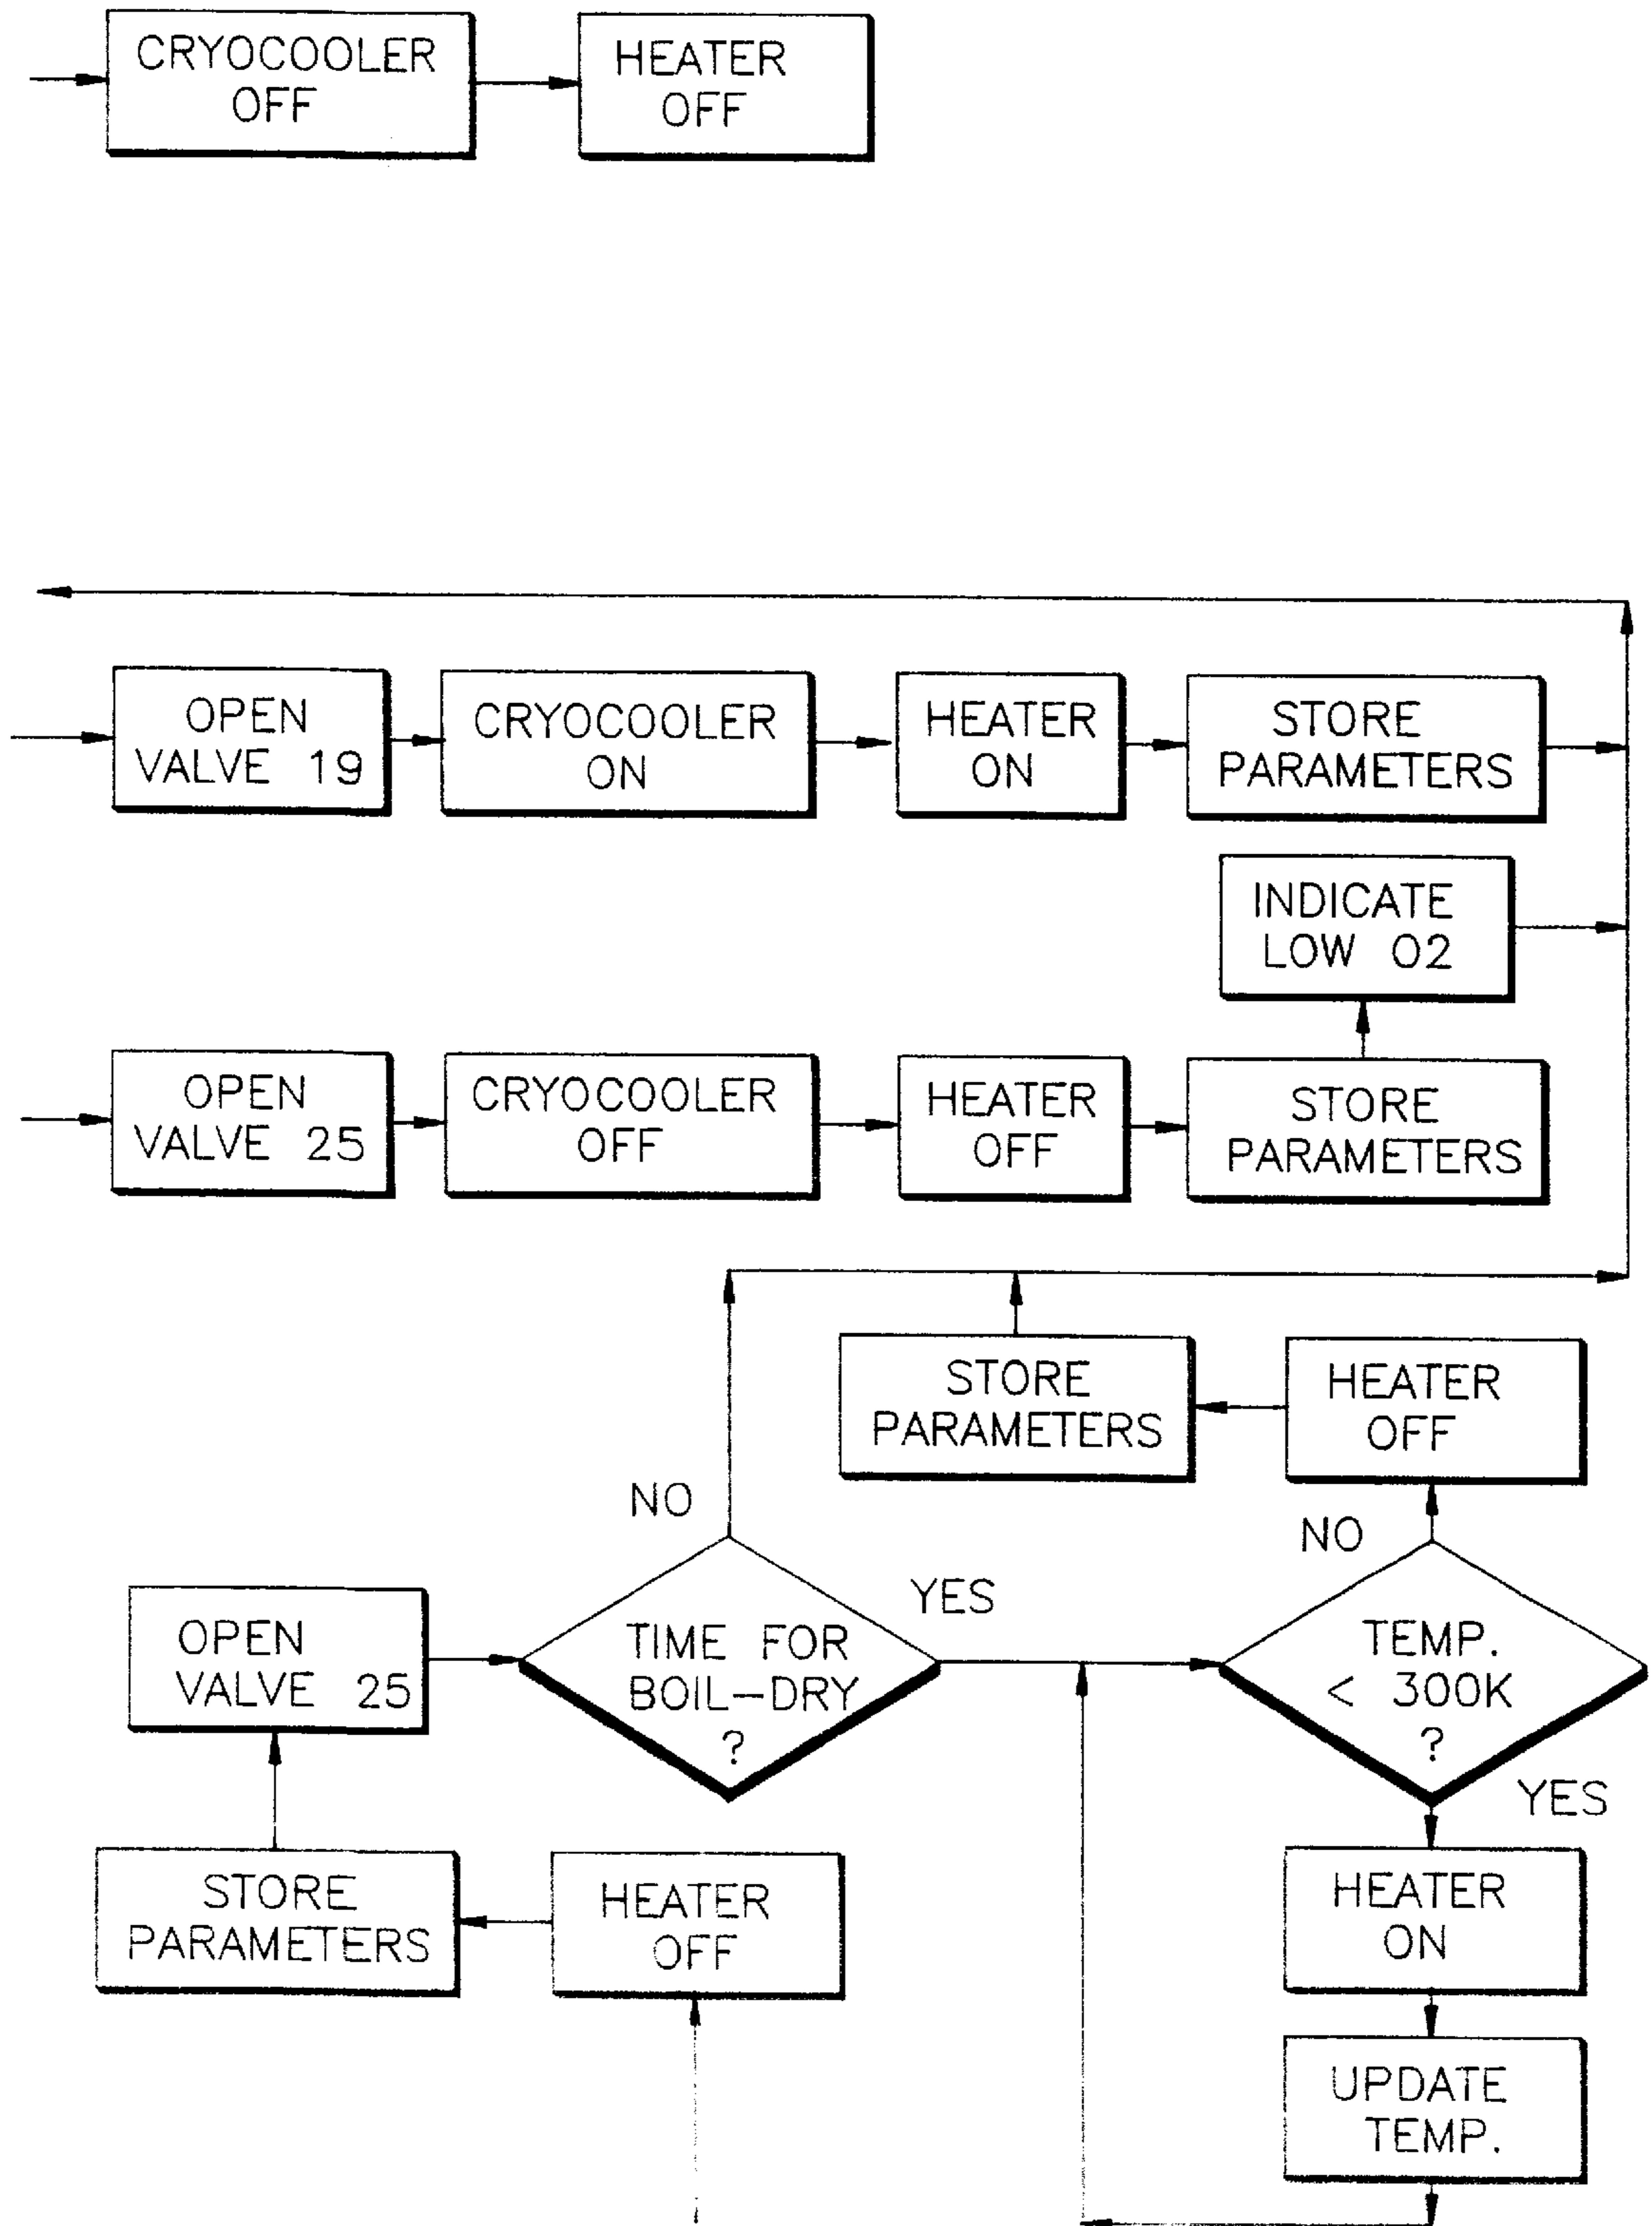 CRYOCOOLER
OFF
HEATER
OFF
OPEN
VALVE 19
CRYOCOOLER
ON
HEATER
ON
STORE
PARAMETERS
INDICATE
LOW O2
OPEN
VALVE 25
CRYOCOOLER
OFF
HEATER
OFF
STORE
PARAMETERS
STORE
PARAMETERS
HEATER
OFF
NO
NO
OPEN
VALVE 25
TIME FOR
BOIL-DRY
?
YES
TEMP.
< 300K
?
YES
STORE
PARAMETERS
HEATER
OFF
HEATER
ON
UPDATE
TEMP.